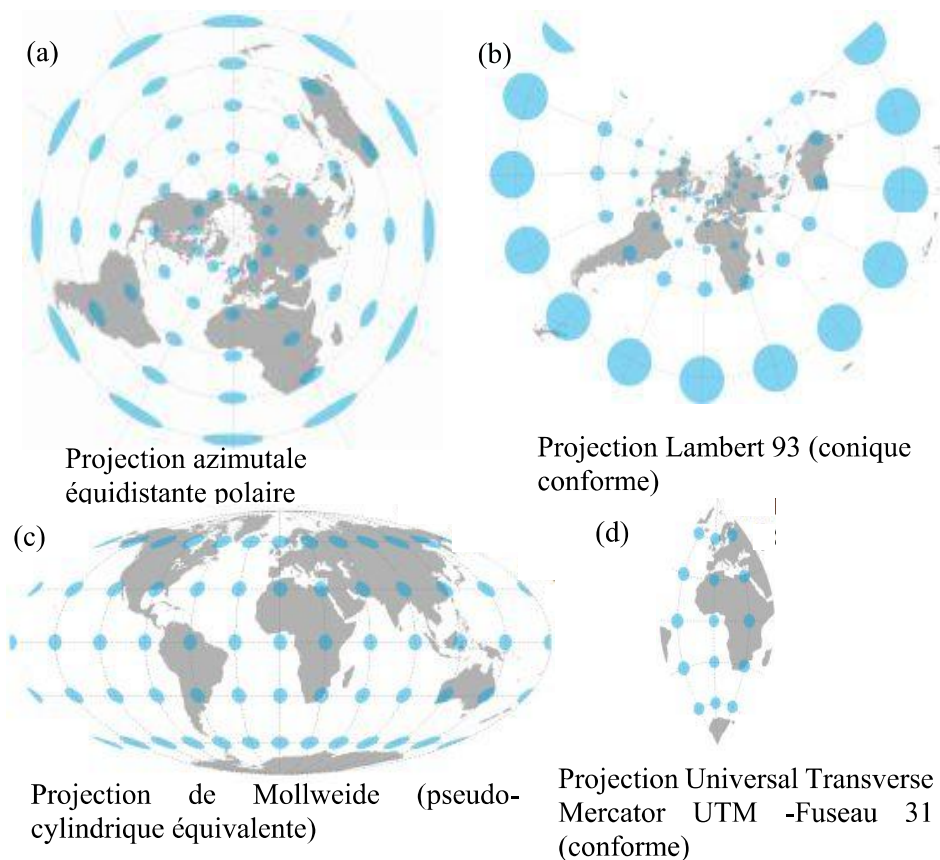 (a)
(b)
Projection azimutale
équidistante polaire
Projection Lambert 93 (conique
conforme)
(c)
(d)
Projection de Mollweide (pseudo-
cylindrique équivalente)
Projection Universal Transverse
Mercator UTM -Fuseau 31
(conforme)